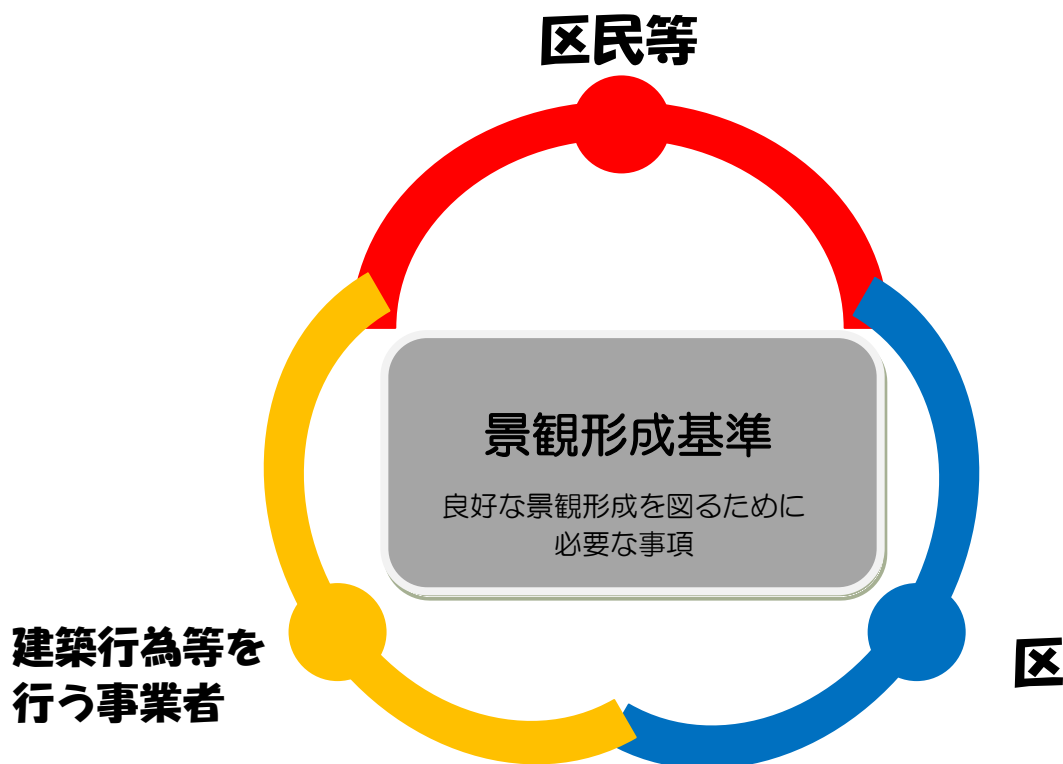 区民等
景観形成基準
良好な景観形成を図るために
必要な事項
建築行為等を
行う事業者
区